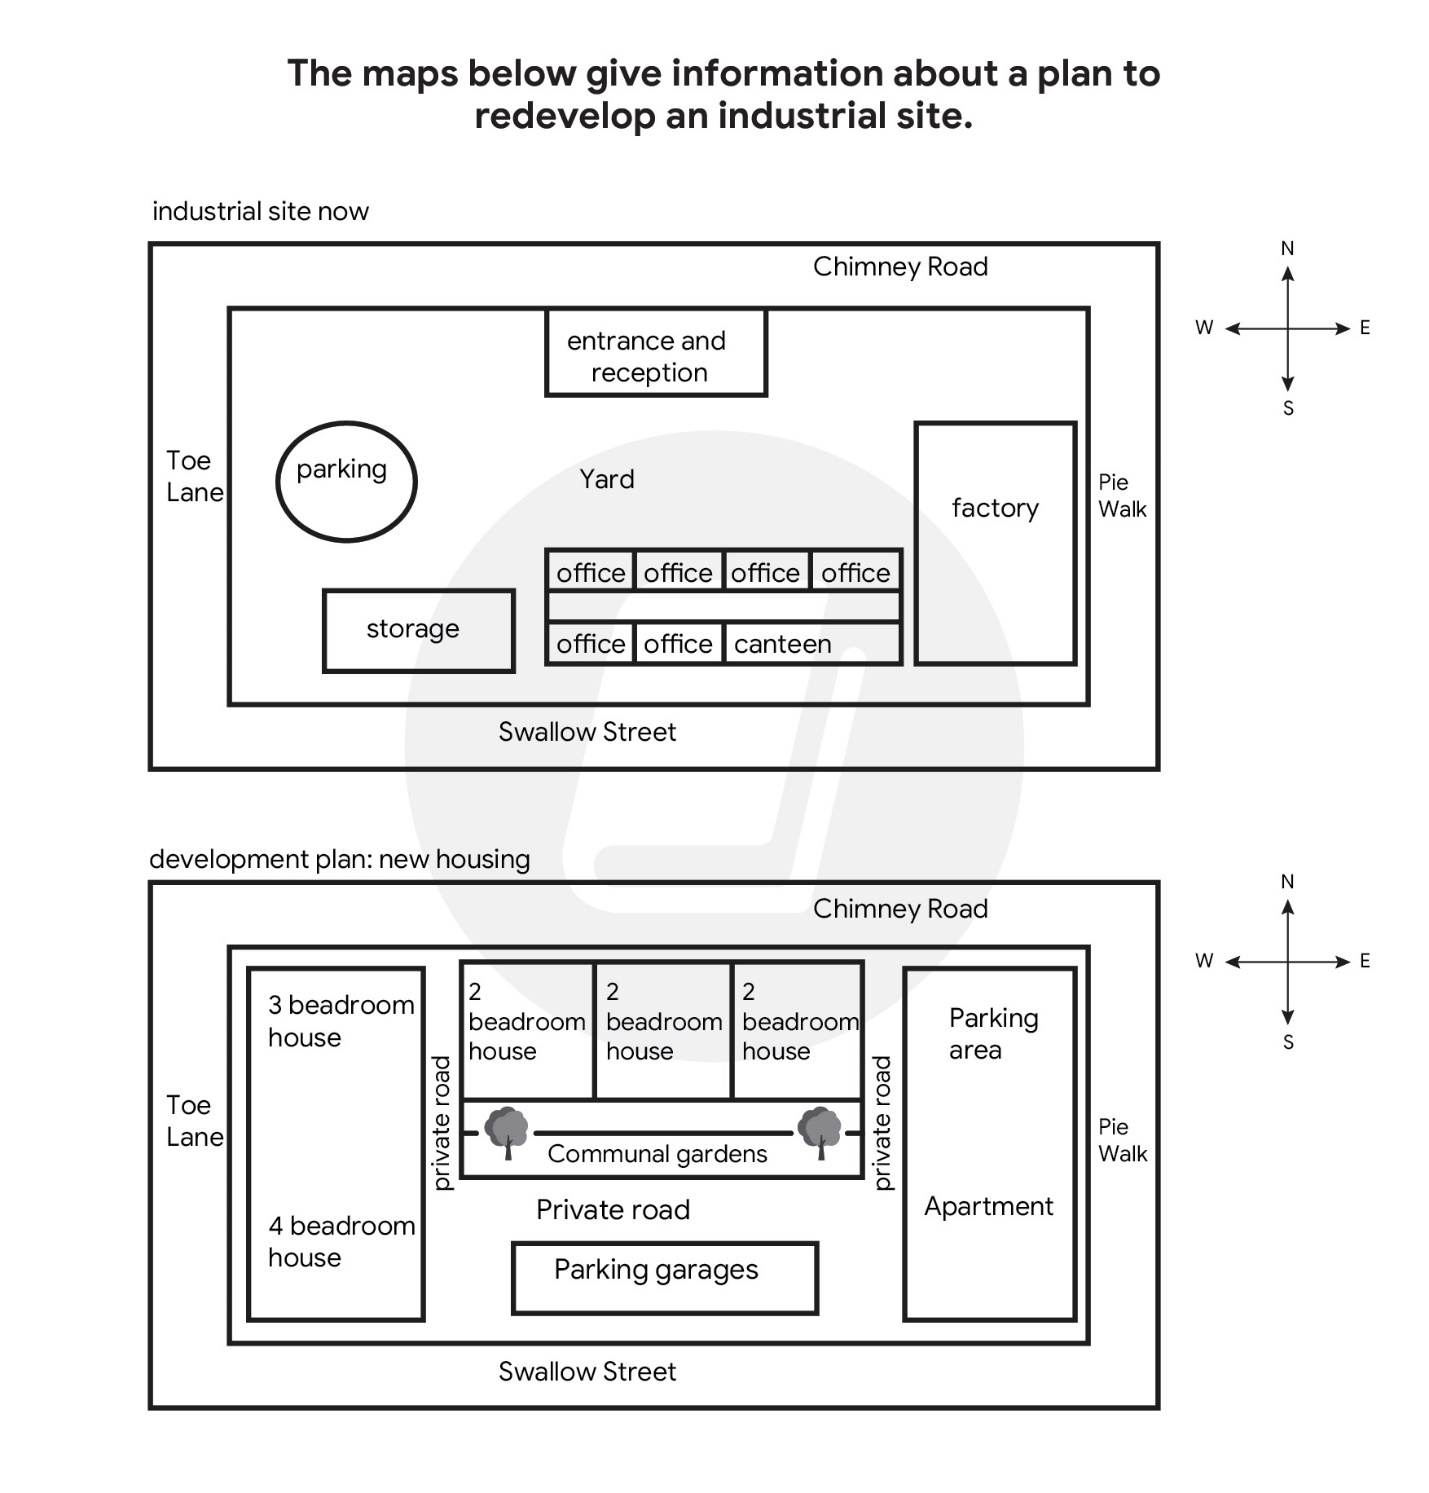 The maps below give information about a plan to
redevelop an industrial site.
industrial site now
Chimney Road
N
W
E
S
entrance and
reception
Toe
Lane
parking
Yard
factory
Pie
Walk
office office office office
storage
office office canteen
Swallow Street
development plan: new housing
Chimney Road
N
W
E
S
3 beadroom
house
2
beadroom
house
2
beadroom
house
2
beadroom
house
Parking
area
Toe
Lane
private road
private road
Pie
Walk
Communal gardens
4 beadroom
house
Private road
Apartment
Parking garages
Swallow Street